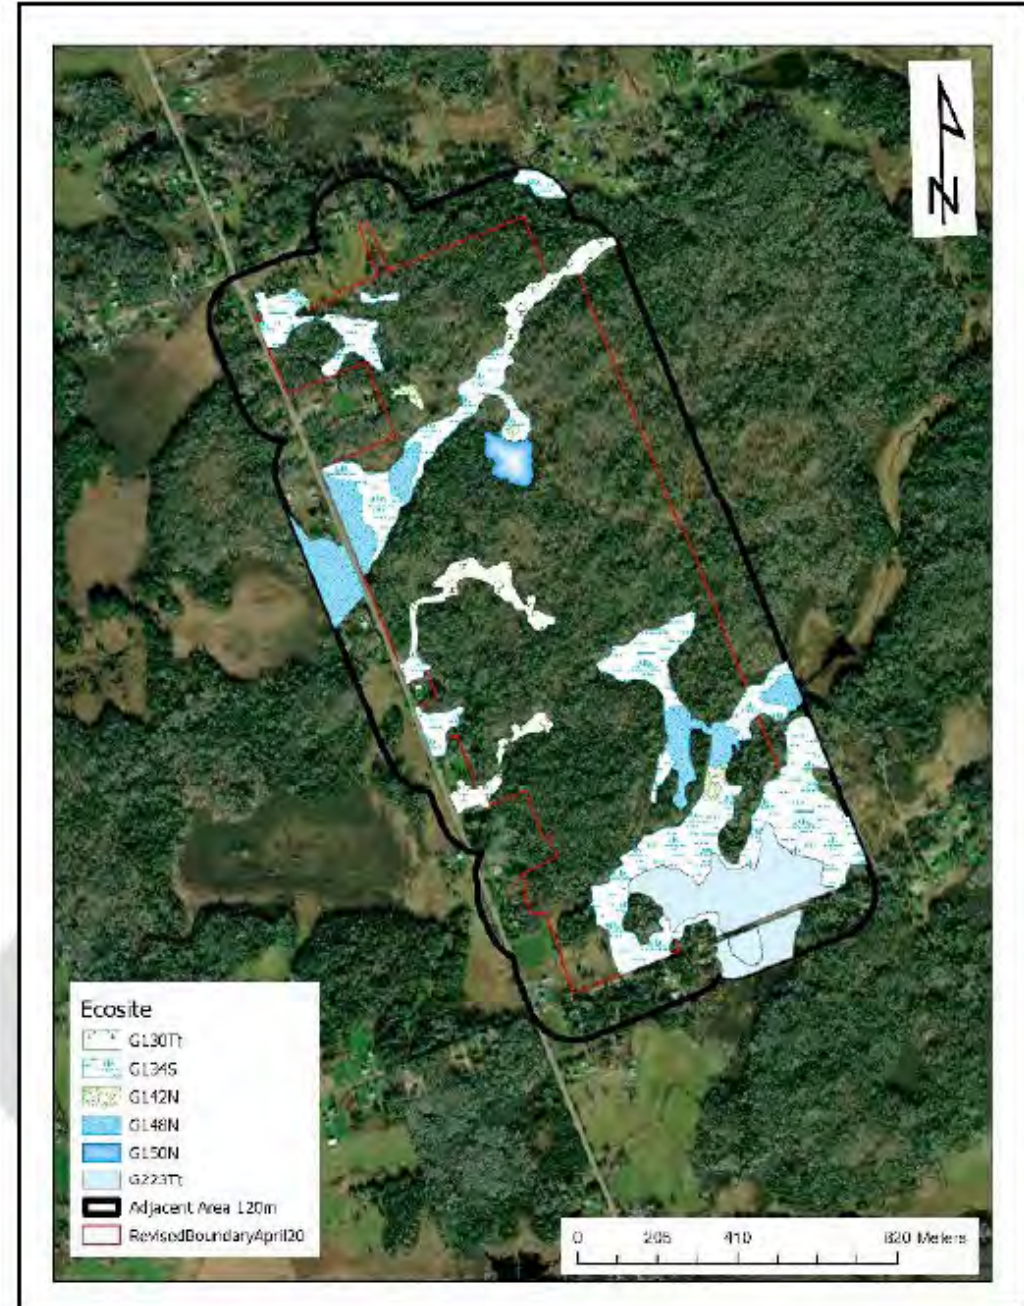 N
Ecosite
G130Tt
G134S
G142N
G148N
G150N
G223Tt
Adjacent Area 120m
RevisedBoundaryApril20
0 205 410 820 Meters